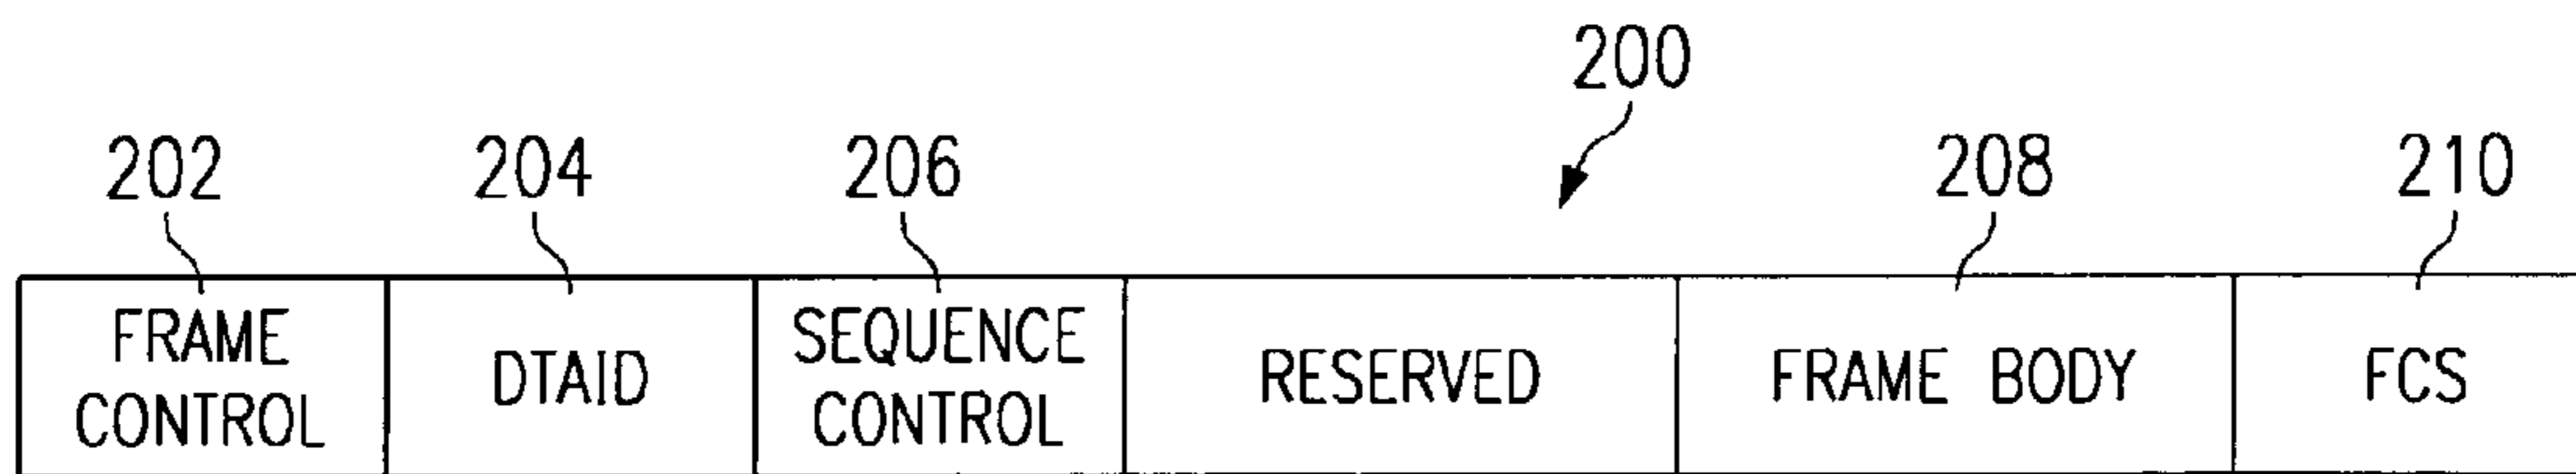 200
202 204 206 208 210
FRAME CONTROL DTAID SEQUENCE CONTROL RESERVED FRAME BODY FCS